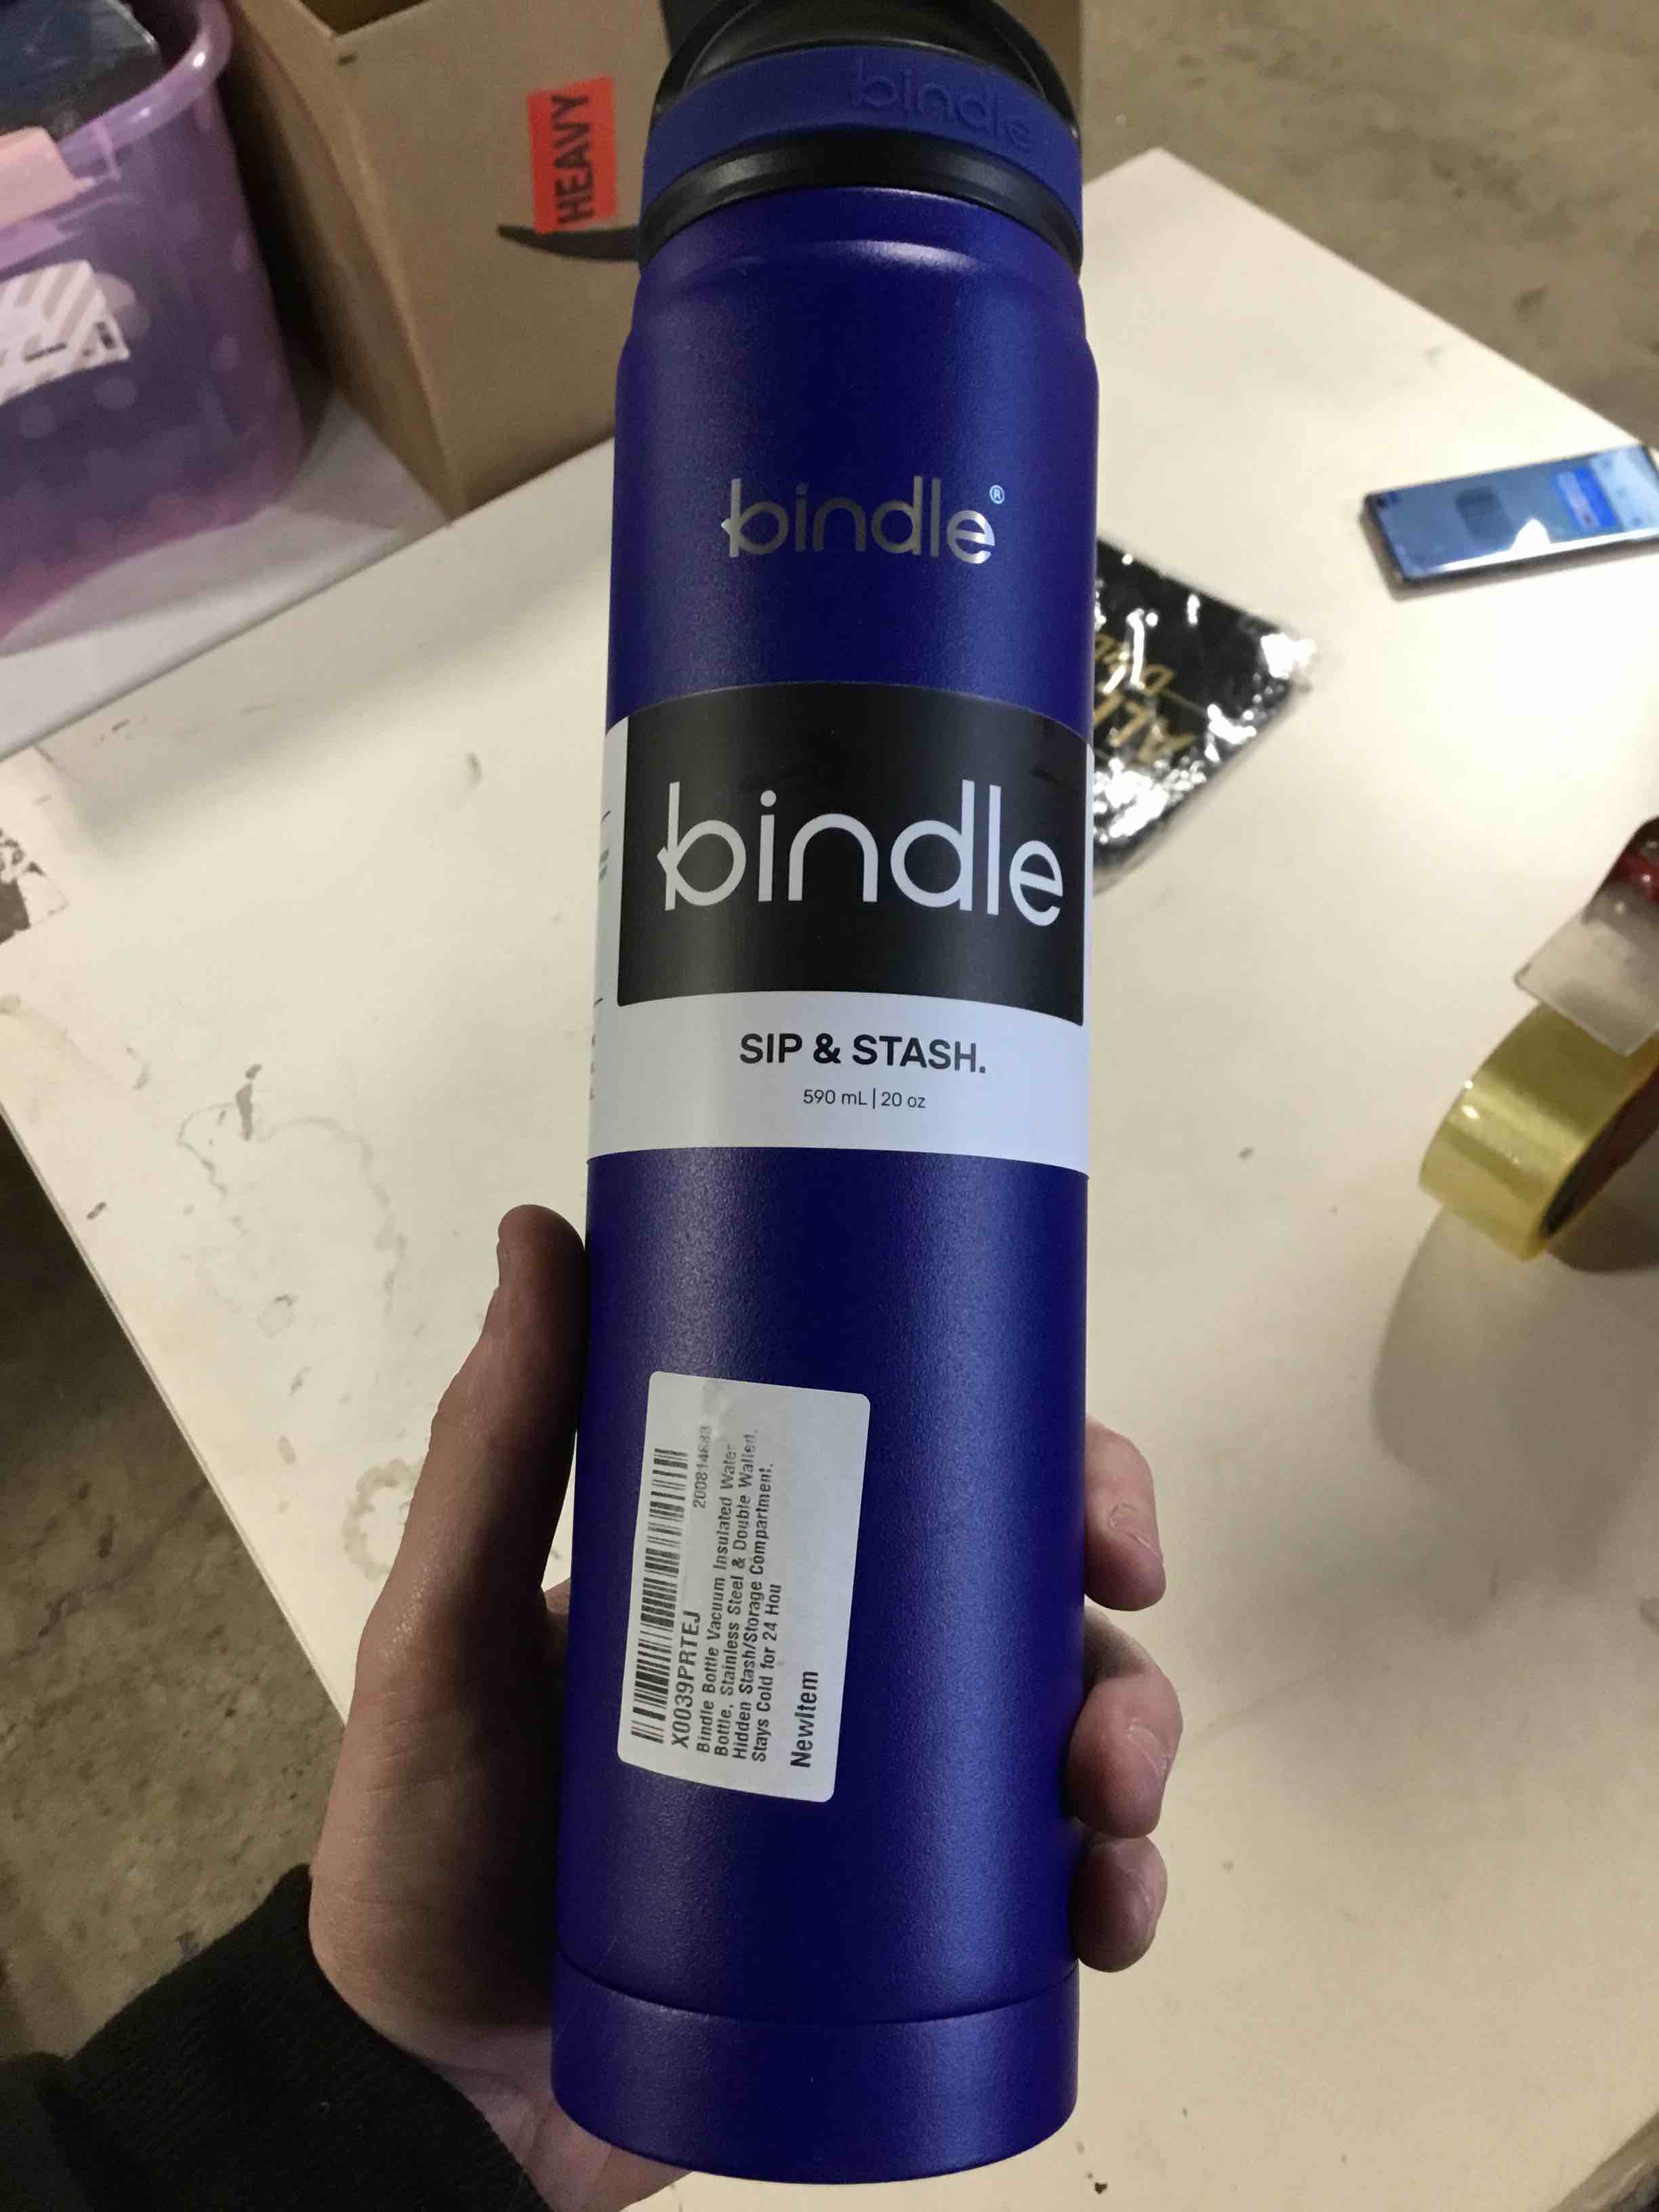 HEAVY
bindle
bindle®
bindle
SIP & STASH.
590 mL | 20 oz
X0039PRTEJ
Bindle Bottle Vacuum Insulated Water
Bottle, Stainless Steel & Double Walled,
Hidden Stash/Storage Compartment,
Stays Cold for 24 Hou
NewItem